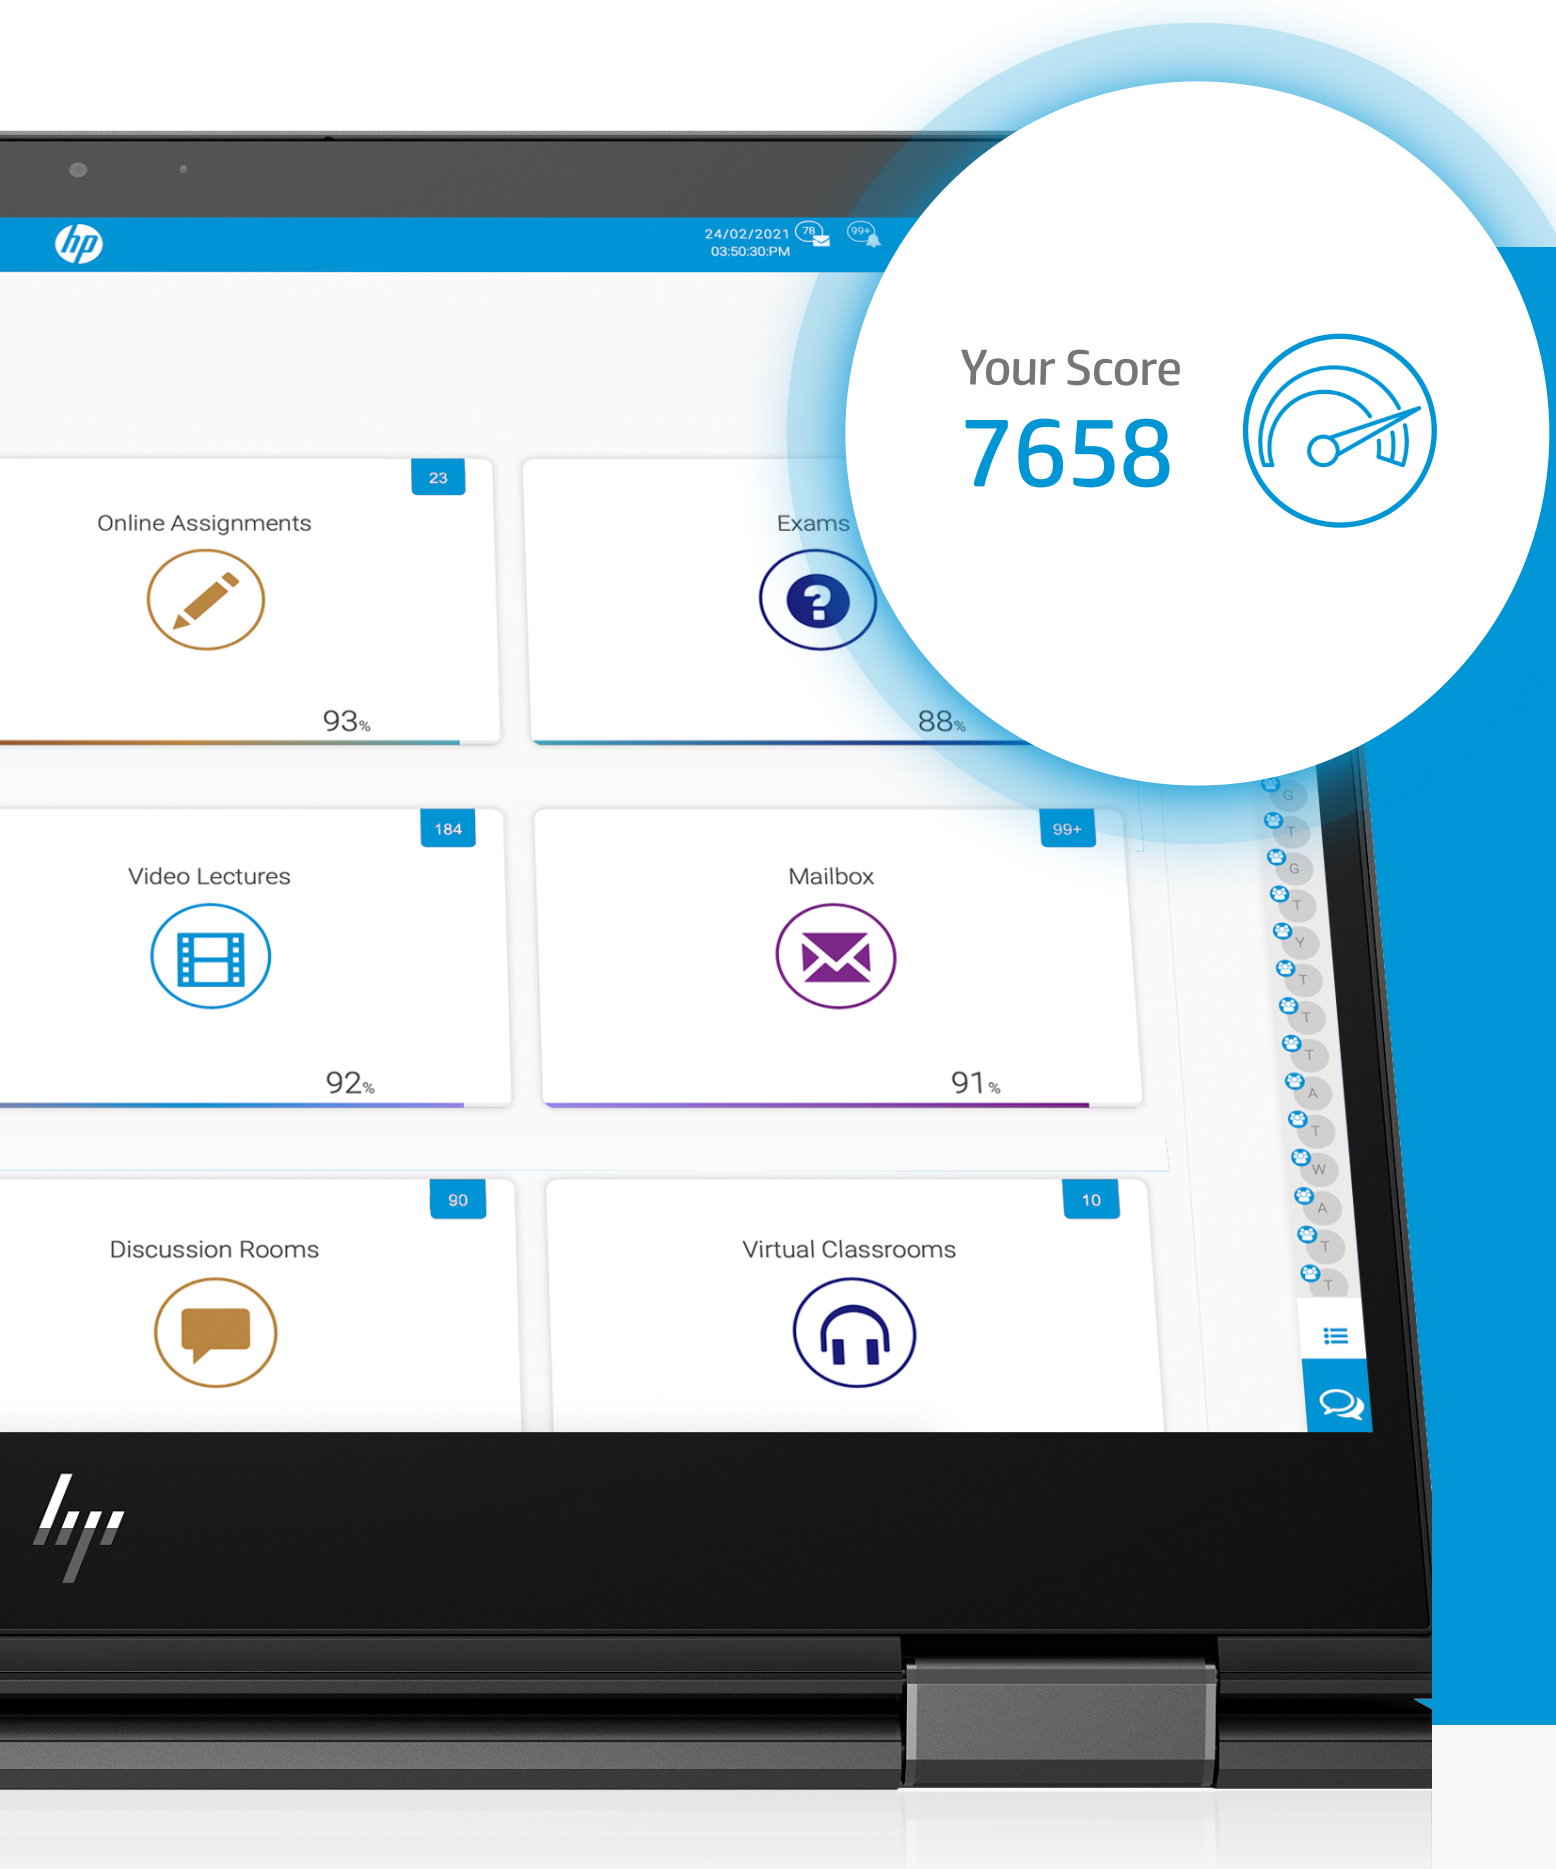 hp
24/02/2021
03:50:30:PM
78
99+
Your Score
7658
23
Online Assignments
93%
Exams
88%
184
Video Lectures
92%
99+
Mailbox
91%
90
Discussion Rooms
10
Virtual Classrooms
G
T
G
T
Y
T
T
T
A
T
W
A
T
T
hp